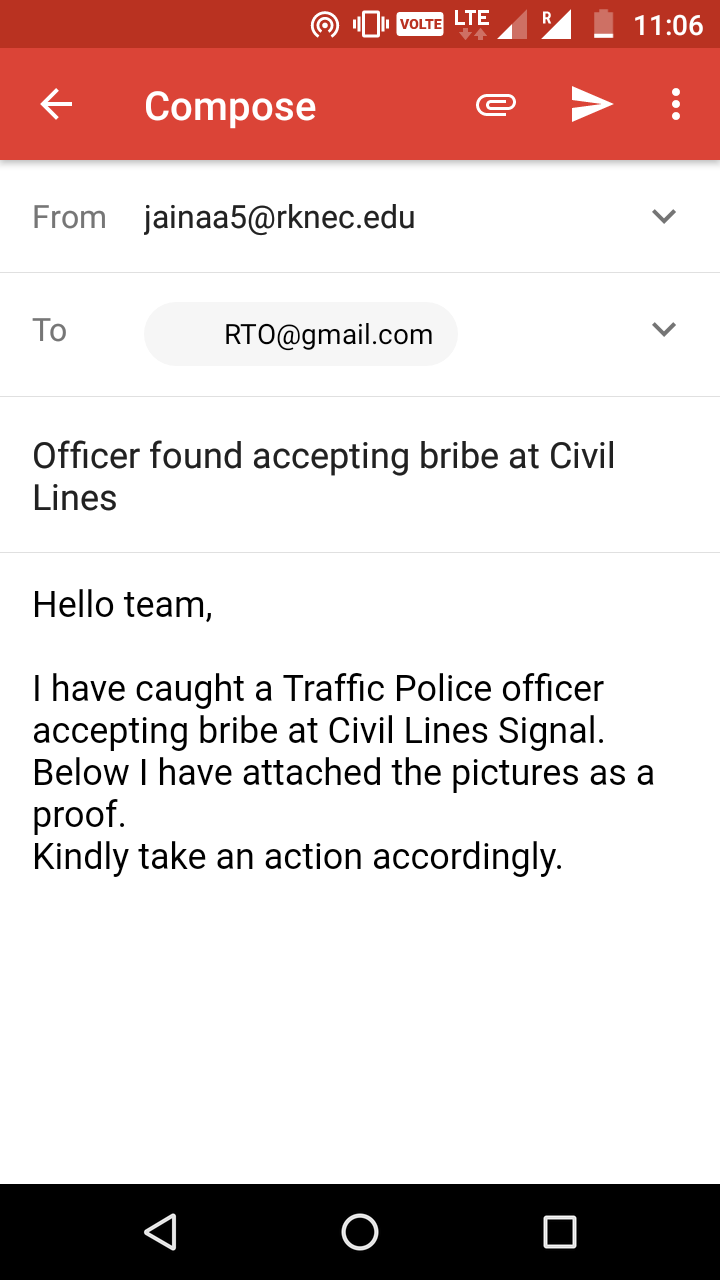 VOLTE LTE R 11:06
Compose
From jainaa5@rknec.edu
To RTO@gmail.com
Officer found accepting bribe at Civil
Lines
Hello team,
I have caught a Traffic Police officer
accepting bribe at Civil Lines Signal.
Below I have attached the pictures as a
proof.
Kindly take an action accordingly.